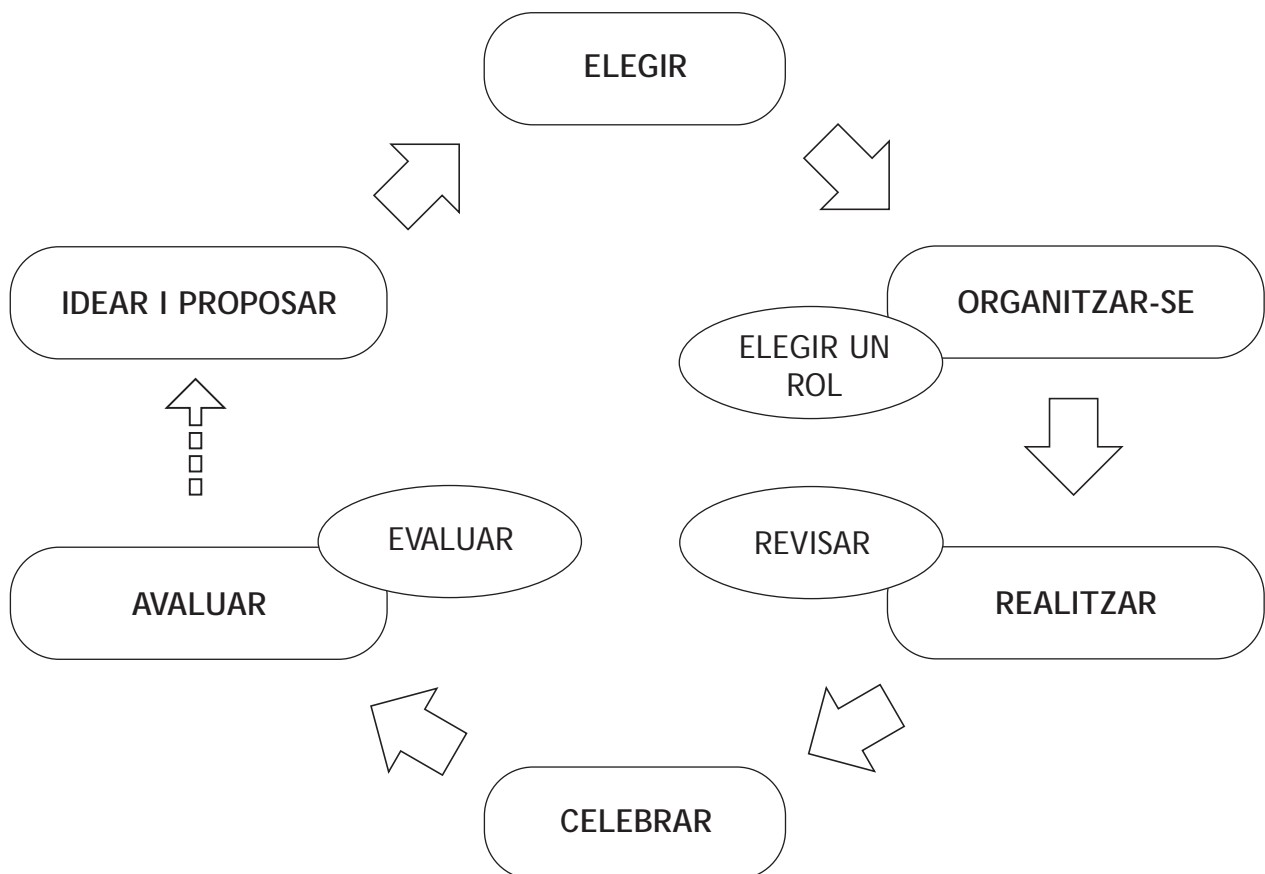 ELEGIR
IDEAR I PROPOSAR
ORGANITZAR-SE
ELEGIR UN
ROL
EVALUAR
REVISAR
AVALUAR
REALITZAR
CELEBRAR